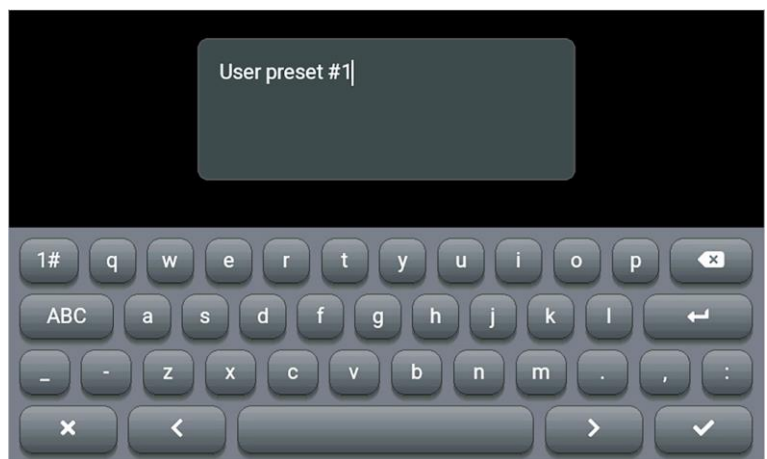 User preset #1
1# q w e r t y u i o p
ABC a s d f g h j k l
_ - z x c v b n m . , :